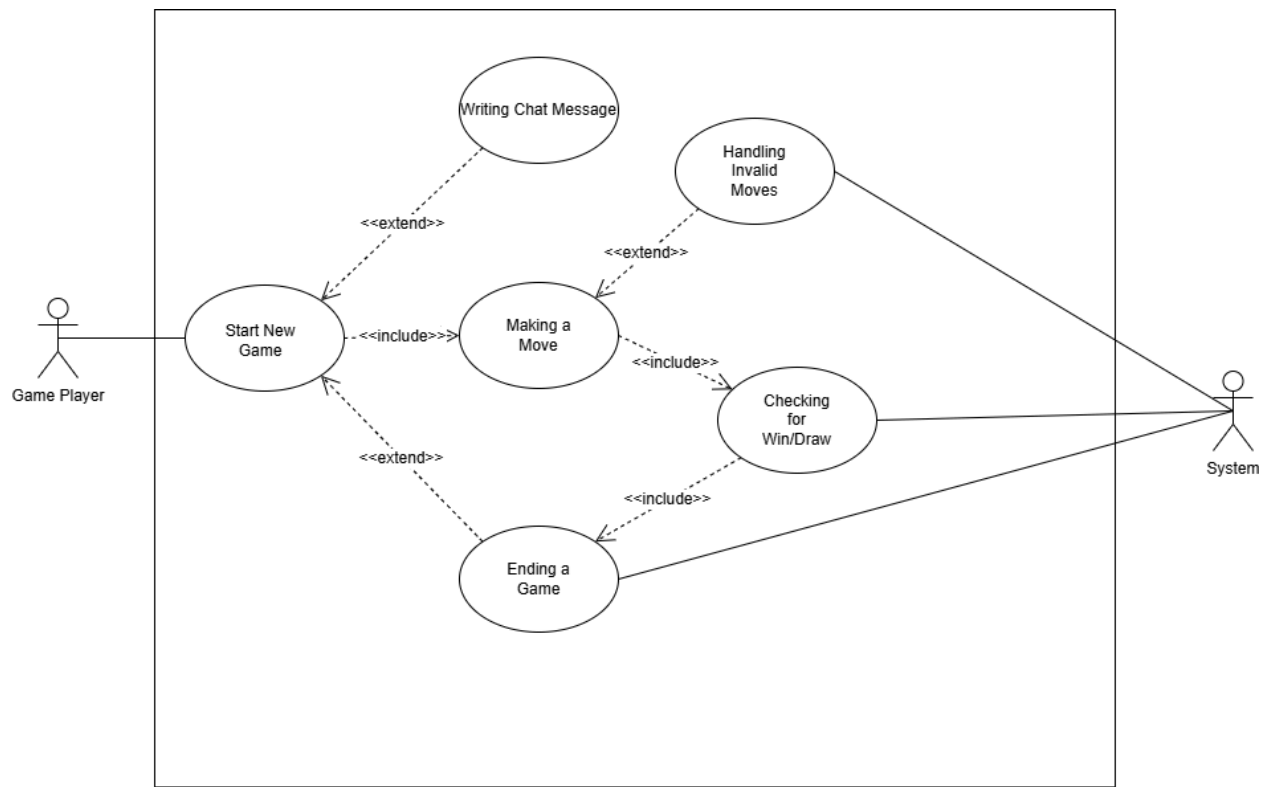 Writing Chat Message
Handling
Invalid
Moves
<<extend>>
<<extend>>
Start New
Game
<<include>>
Making a
Move
<<include>>
Game Player
Checking
for
Win/Draw
<<extend>>
System
<<include>>
Ending a
Game